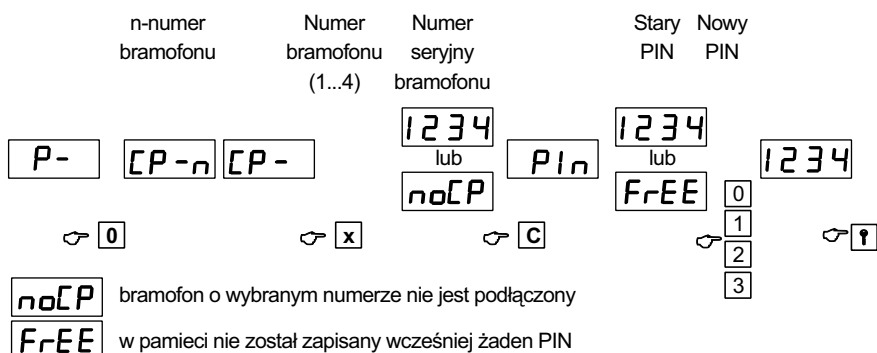 n-numer Numer Numer Stary Nowy
bramofonu bramofonu seryjny PIN PIN
(1...4) bramofonu
1234 1234
P- CP-n CP- lub PIn lub 1234
noCP FrEE 0
0 x C 1
2
3
noCP bramofon o wybranym numerze nie jest podłączony
FrEE w pamieci nie został zapisany wcześniej żaden PIN